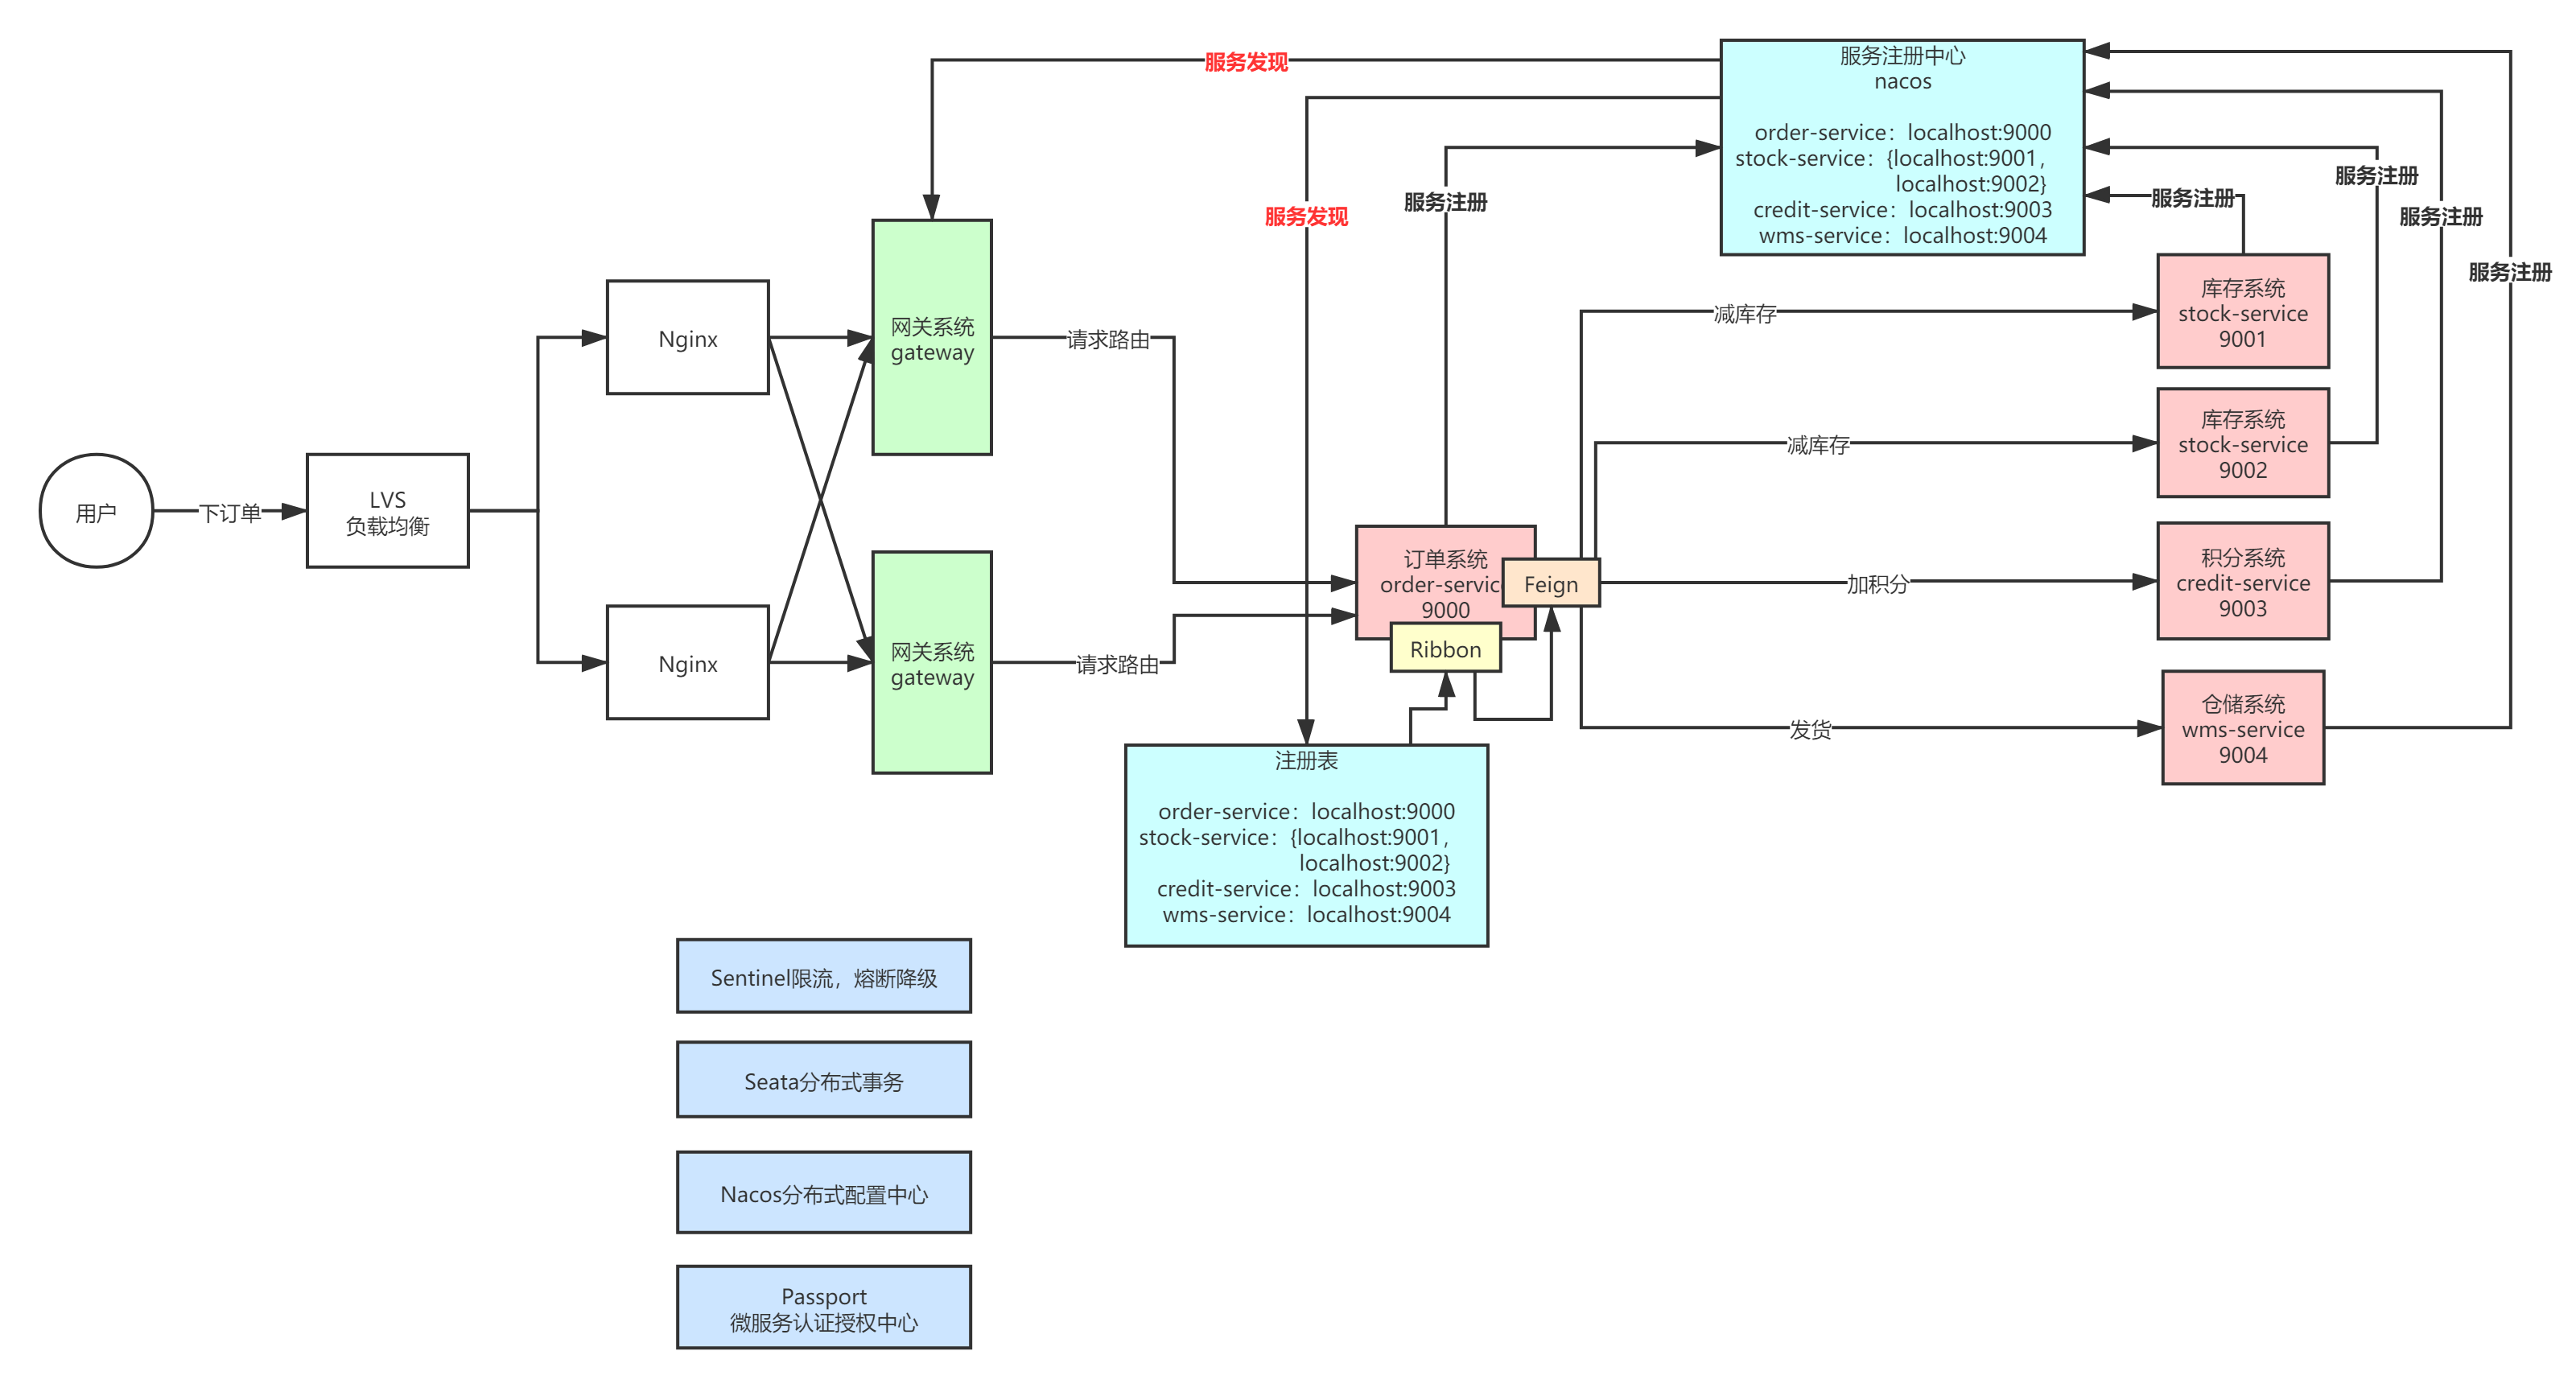 用户
下订单
LVS
负载均衡
Nginx
Nginx
网关系统
gateway
网关系统
gateway
请求路由
请求路由
服务发现
服务发现
服务注册
服务注册中心
nacos
order-service：localhost:9000
stock-service：{localhost:9001，
localhost:9002}
credit-service：localhost:9003
wms-service：localhost:9004
服务注册
服务注册
服务注册
服务注册
订单系统
order-servic
9000
Feign
Ribbon
减库存
减库存
加积分
发货
库存系统
stock-service
9001
库存系统
stock-service
9002
积分系统
credit-service
9003
仓储系统
wms-service
9004
注册表
order-service：localhost:9000
stock-service：{localhost:9001，
localhost:9002}
credit-service：localhost:9003
wms-service：localhost:9004
Sentinel限流，熔断降级
Seata分布式事务
Nacos分布式配置中心
Passport
微服务认证授权中心